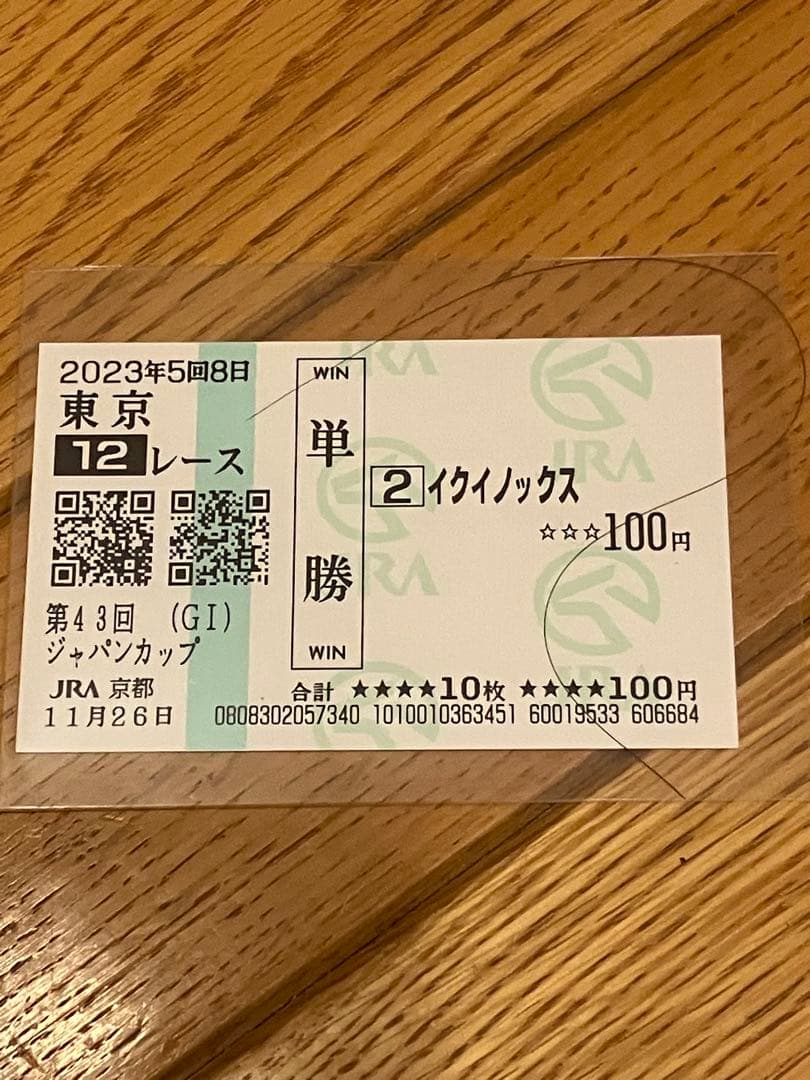 2023年5回8日
東京
12レース
第43回 (GI)
ジャパンカップ
JRA 京都
11月26日
WIN
単勝
WIN
2 イクイノックス
☆☆☆100円
合計 ★★★★10枚 ★★★★100円
0808302057340 1010010363451 60019533 606684
JRA
JRA
JRA
JRA